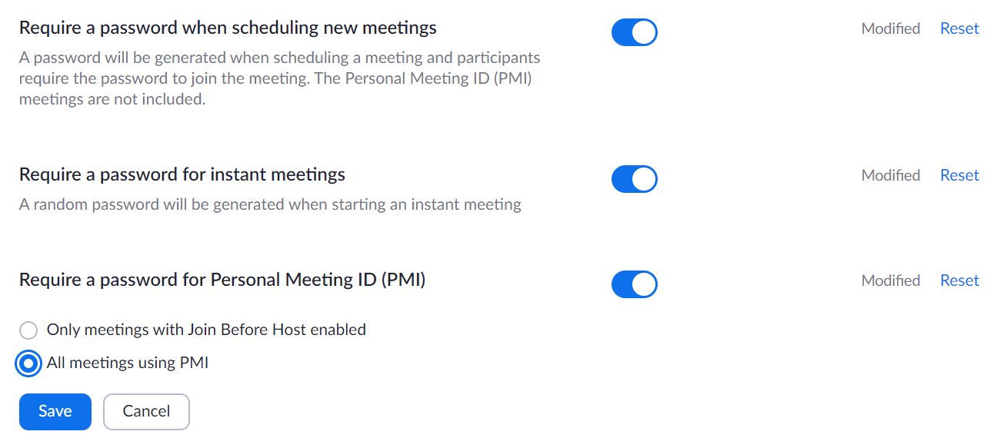 Require a password when scheduling new meetings
Modified Reset
A password will be generated when scheduling a meeting and participants
require the password to join the meeting. The Personal Meeting ID (PMI)
meetings are not included.
Require a password for instant meetings
Modified Reset
A random password will be generated when starting an instant meeting
Require a password for Personal Meeting ID (PMI)
Modified Reset
Only meetings with Join Before Host enabled
All meetings using PMI
Save Cancel